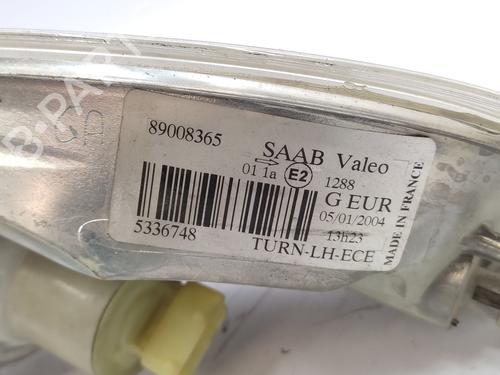 89008365
SAAB Valeo
01 1a E2 1288
G EUR
05/01/2004
5336748
13h23
TURN-LH-ECE
MADE IN FRANCE
B-PARTS